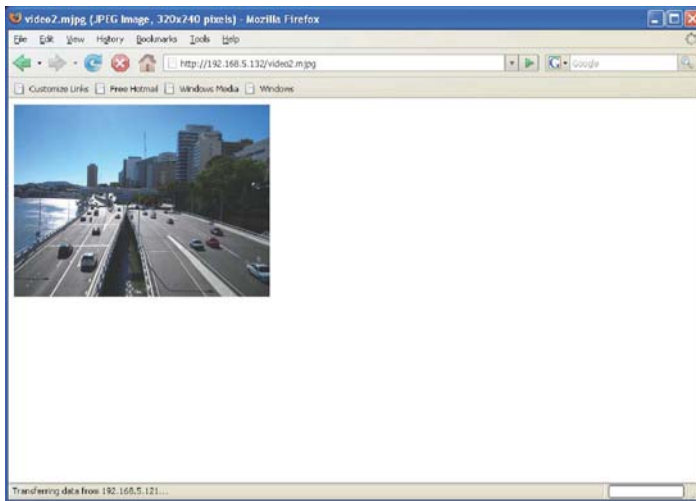 video2.mjpg (JPEG Image, 320x240 pixels) - Mozilla Firefox
File Edit View History Bookmarks Tools Help
http://192.168.5.132/video2.mjpg
Google
Customize Links Free Hotmail Windows Media Windows
Transferring data from 192.168.5.121...